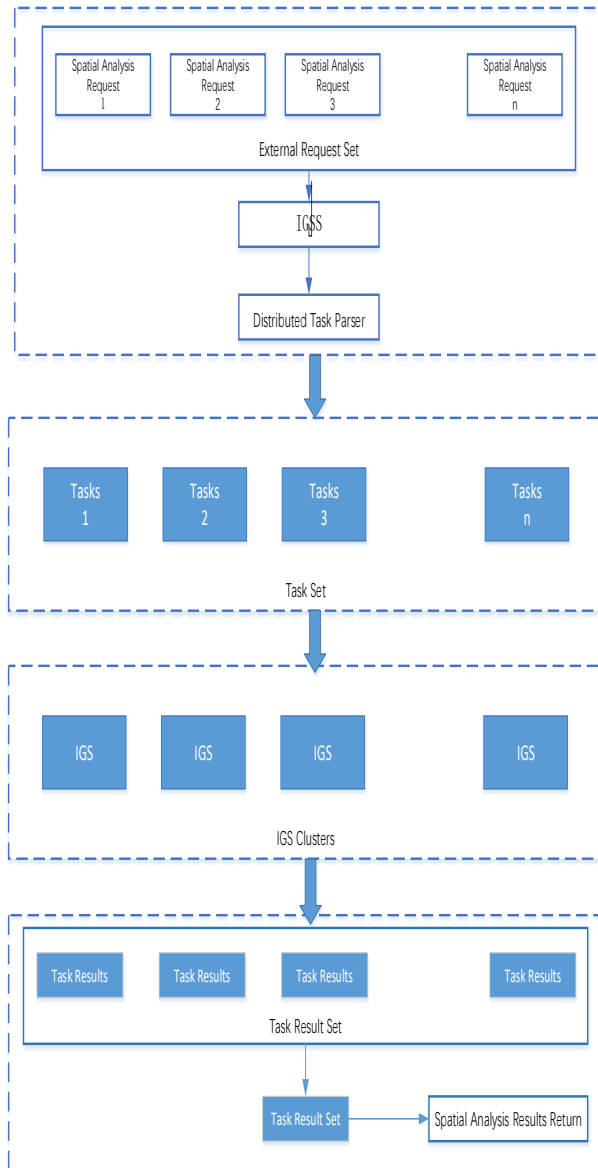 Spatial Analysis
Request
1
Spatial Analysis
Request
2
Spatial Analysis
Request
3
Spatial Analysis
Request
n
External Request Set
IGSS
Distributed Task Parser
Tasks
1
Tasks
2
Tasks
3
Tasks
n
Task Set
IGS
IGS
IGS
IGS
IGS Clusters
Task Results
Task Results
Task Results
Task Results
Task Result Set
Task Result Set
Spatial Analysis Results Return